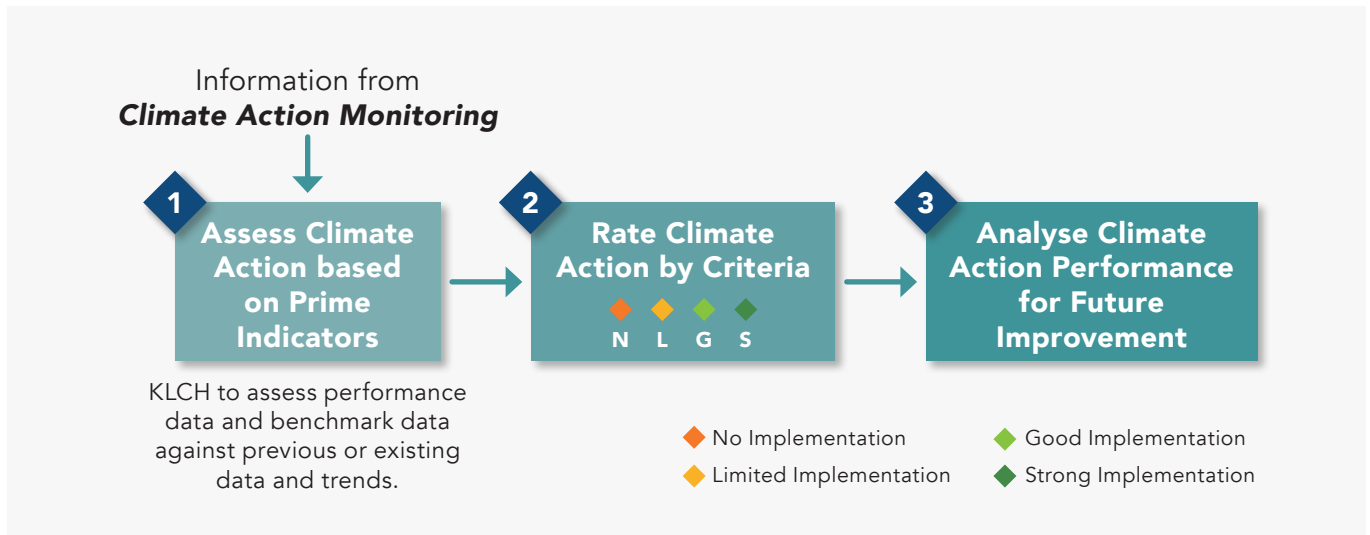 Information from
Climate Action Monitoring
1
Assess Climate
Action based
on Prime
Indicators
KLCH to assess performance
data and benchmark data
against previous or existing
data and trends.
2
Rate Climate
Action by Criteria
N L G S
3
Analyse Climate
Action Performance
for Future
Improvement
No Implementation
Limited Implementation
Good Implementation
Strong Implementation